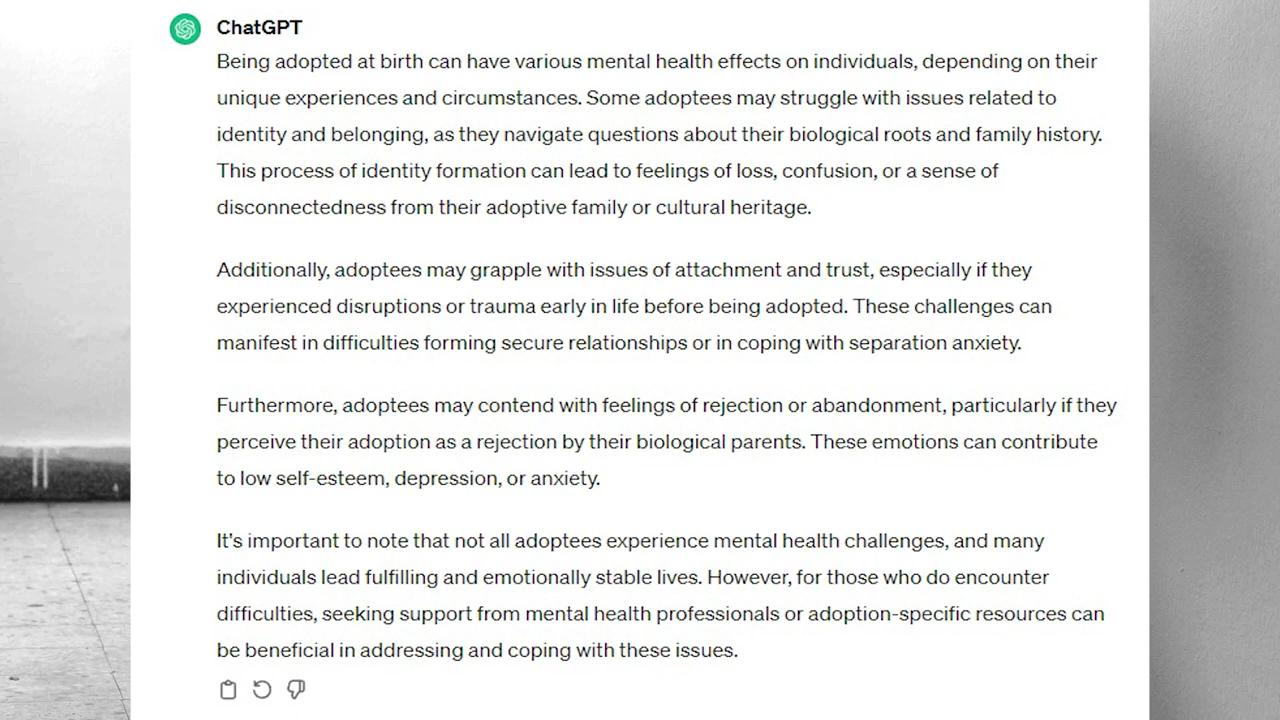 ChatGPT
Being adopted at birth can have various mental health effects on individuals, depending on their
unique experiences and circumstances. Some adoptees may struggle with issues related to
identity and belonging, as they navigate questions about their biological roots and family history.
This process of identity formation can lead to feelings of loss, confusion, or a sense of
disconnectedness from their adoptive family or cultural heritage.
Additionally, adoptees may grapple with issues of attachment and trust, especially if they
experienced disruptions or trauma early in life before being adopted. These challenges can
manifest in difficulties forming secure relationships or in coping with separation anxiety.
Furthermore, adoptees may contend with feelings of rejection or abandonment, particularly if they
perceive their adoption as a rejection by their biological parents. These emotions can contribute
to low self-esteem, depression, or anxiety.
It's important to note that not all adoptees experience mental health challenges, and many
individuals lead fulfilling and emotionally stable lives. However, for those who do encounter
difficulties, seeking support from mental health professionals or adoption-specific resources can
be beneficial in addressing and coping with these issues.